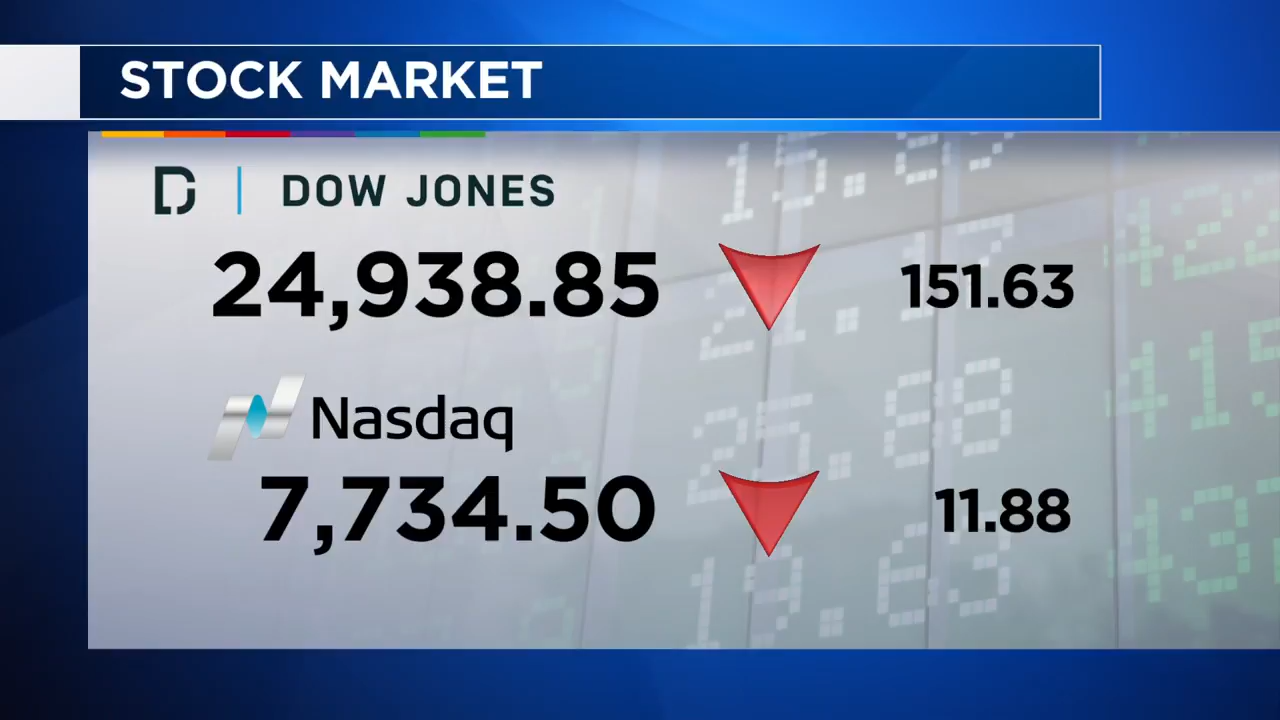 STOCK MARKET
DOW JONES
24,938.85 151.63
Nasdaq
7,734.50 11.88